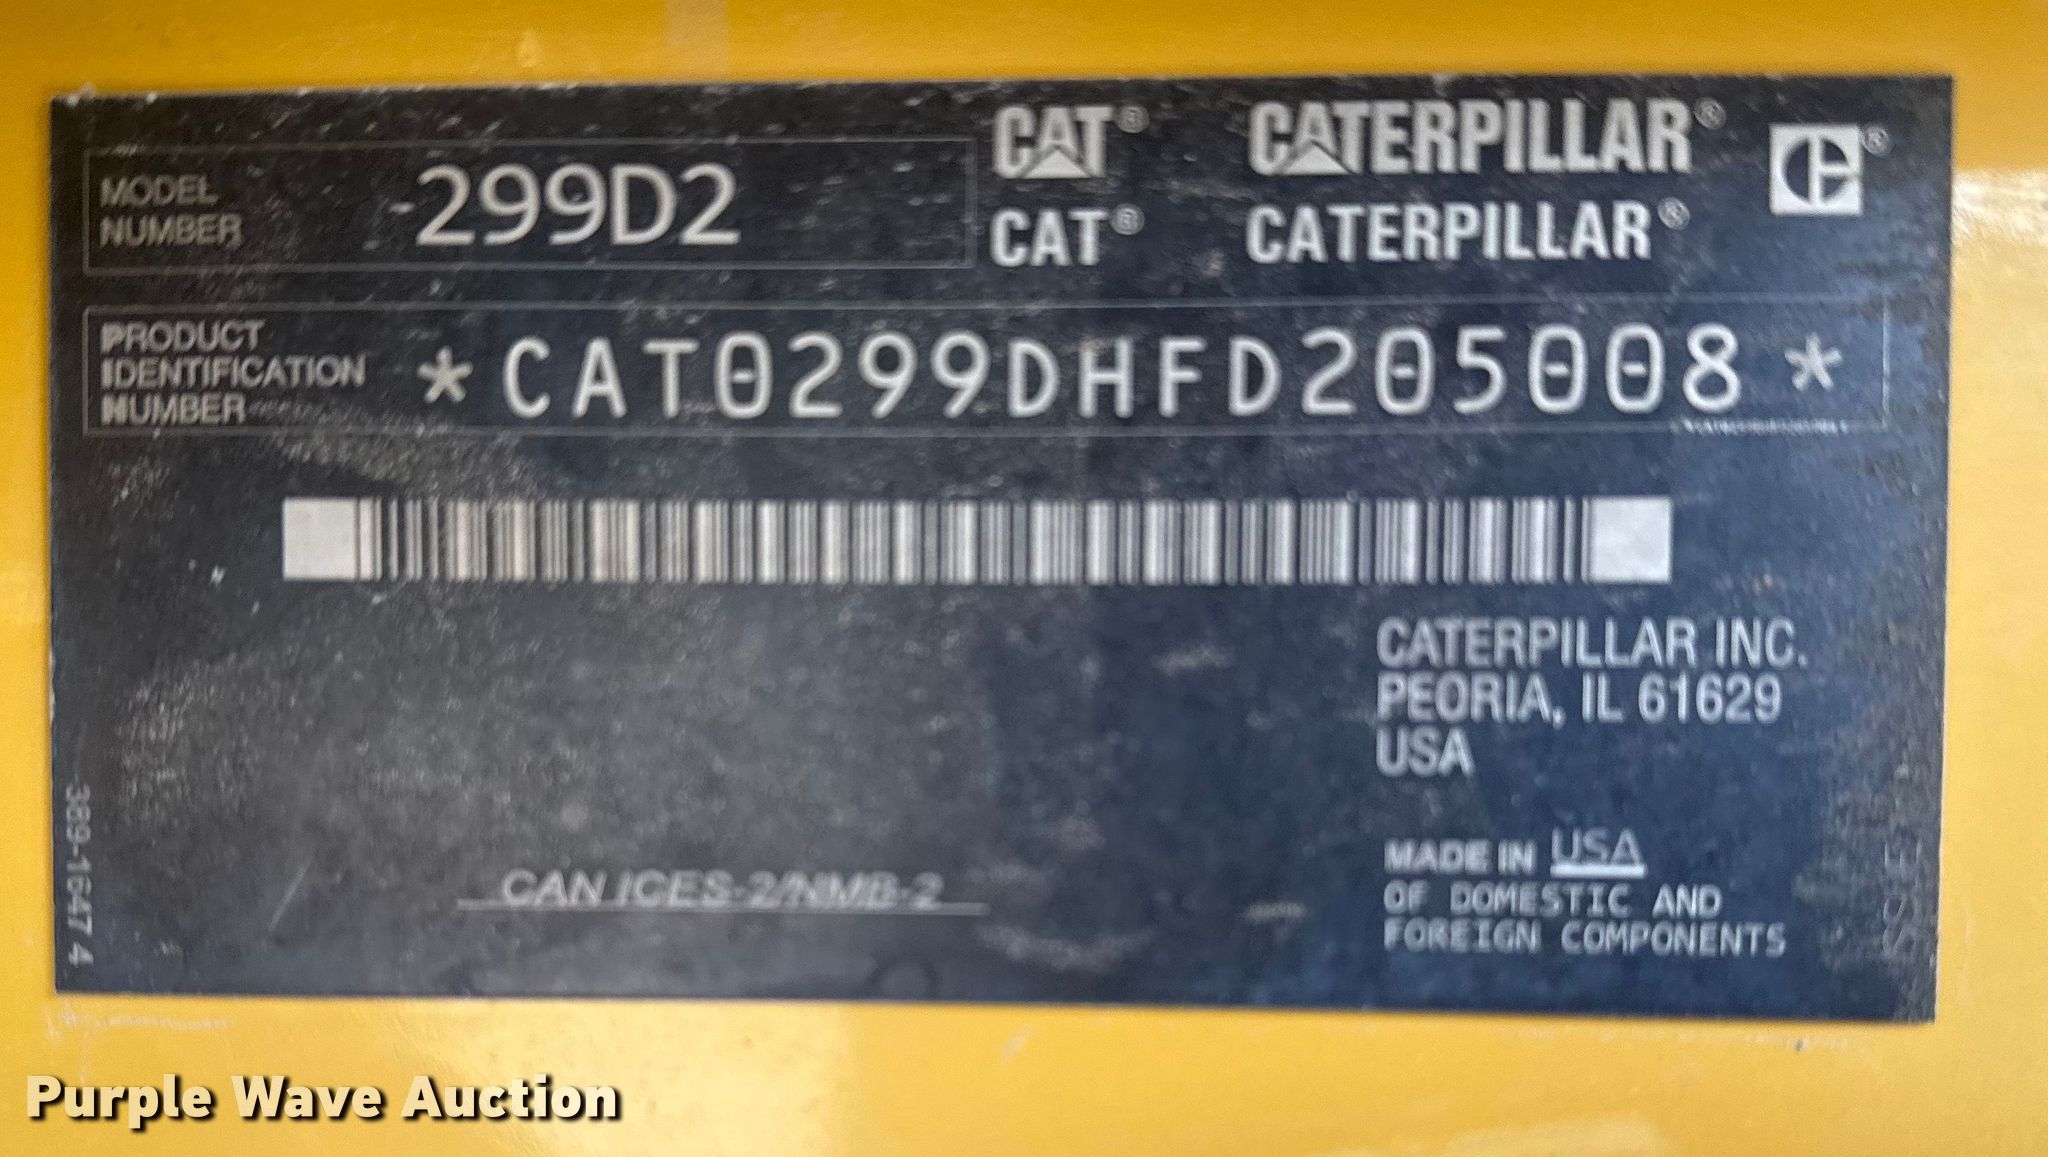 CAT® CATERPILLAR® ®
MODEL
NUMBER
299D2
CAT® CATERPILLAR®
PRODUCT
IDENTIFICATION
NUMBER
*CAT0299DHFD205008*
CATERPILLAR INC.
PEORIA, IL 61629
USA
389-1647 4
CAN ICES-2/NMB-2
MADE IN USA
OF DOMESTIC AND
FOREIGN COMPONENTS
Purple Wave Auction